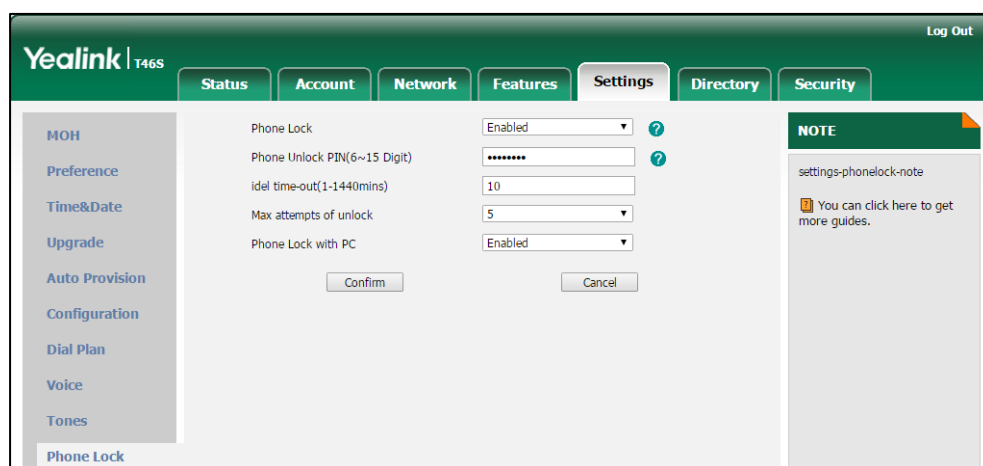 Log Out
Yealink T46S
Status Account Network Features Settings Directory Security
MOH
Preference
Time&Date
Upgrade
Auto Provision
Configuration
Dial Plan
Voice
Tones
Phone Lock
Phone Lock Enabled ?
Phone Unlock PIN(6~15 Digit) •••••••• ?
idel time-out(1-1440mins) 10
Max attempts of unlock 5
Phone Lock with PC Enabled
Confirm Cancel
NOTE
settings-phonelock-note
? You can click here to get
more guides.